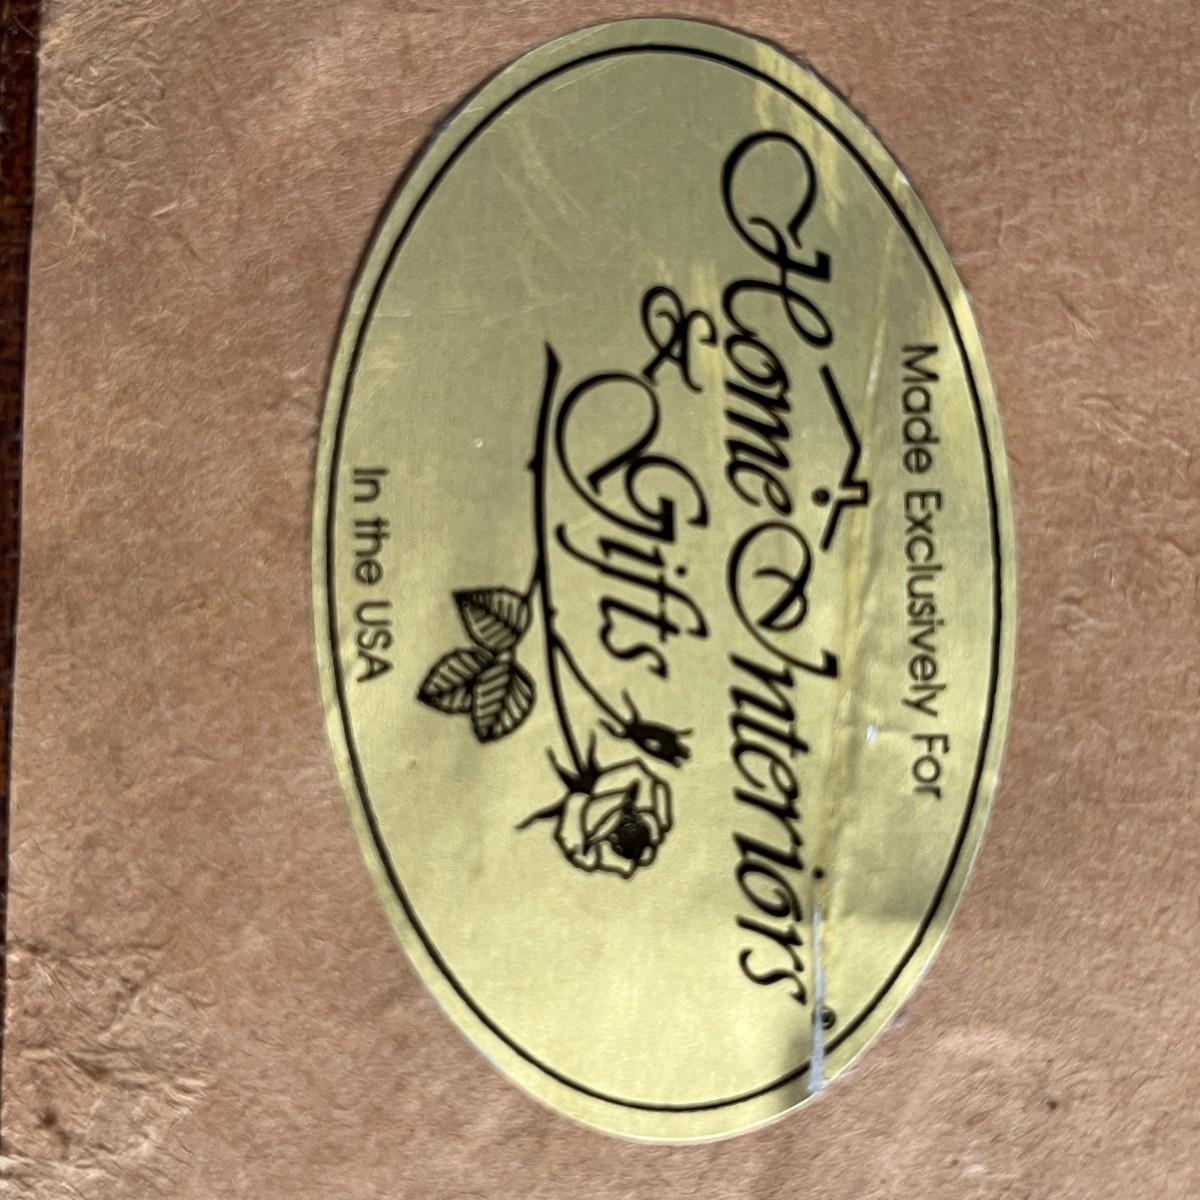 Made Exclusively For
Home Interiors®
& Gifts
In the USA